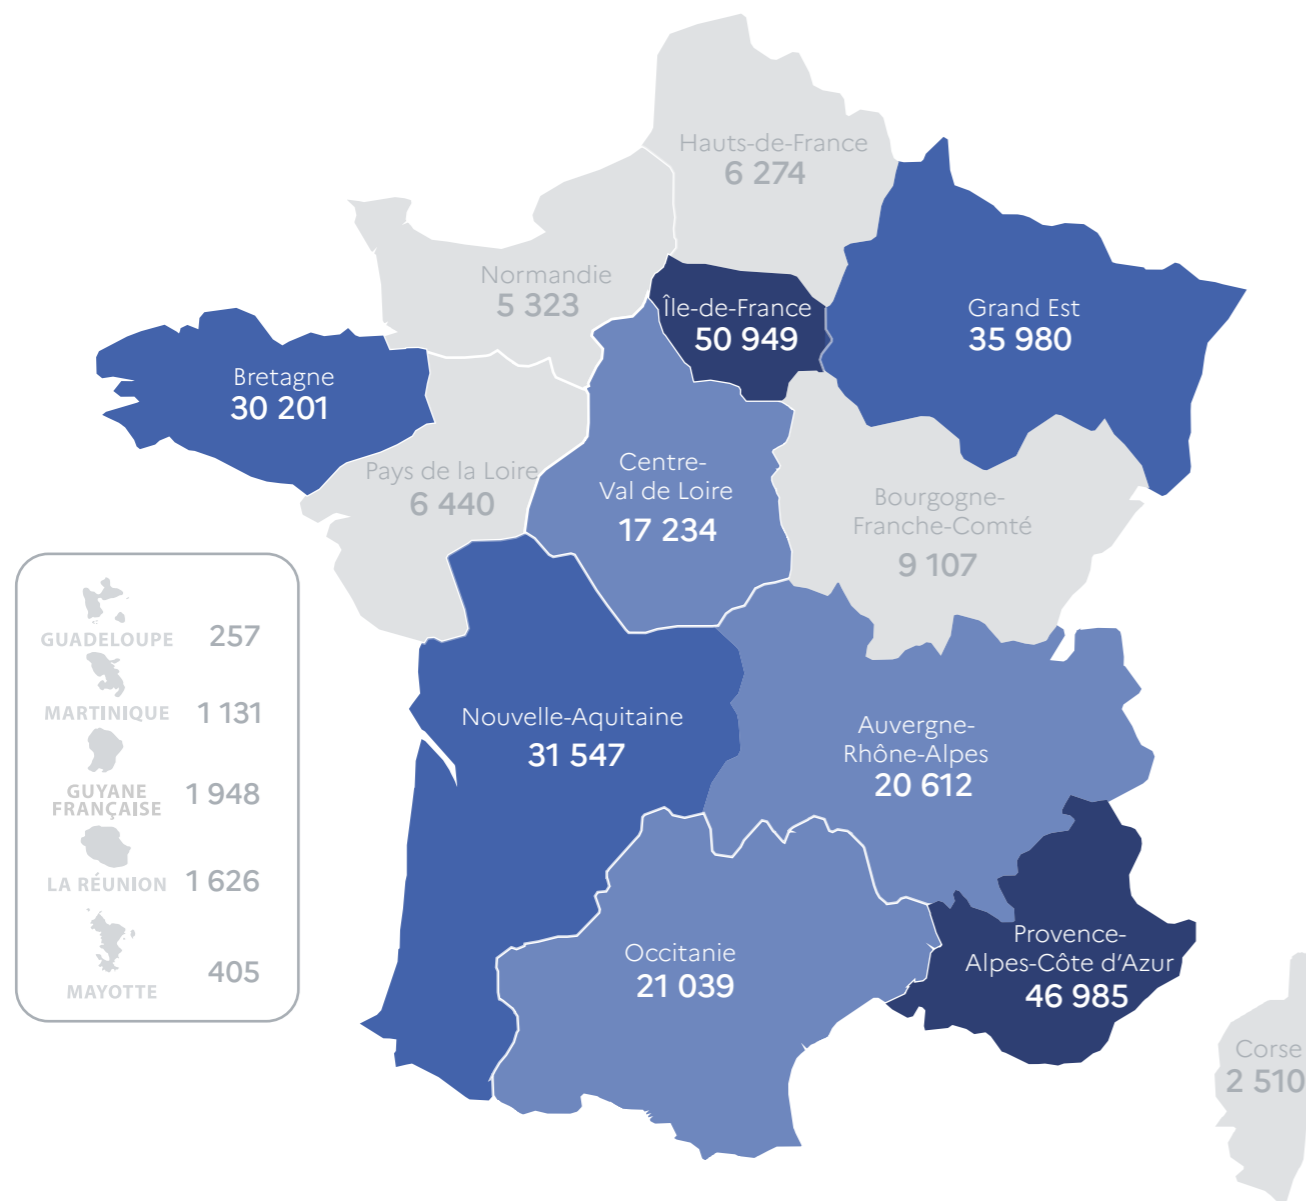 Hauts-de-France
6 274
Normandie
5 323
Île-de-France
50 949
Grand Est
35 980
Bretagne
30 201
Pays de la Loire
6 440
Centre-
Val de Loire
17 234
Bourgogne-
Franche-Comté
9 107
GUADELOUPE 257
MARTINIQUE 1 131
GUYANE
FRANÇAISE 1 948
LA RÉUNION 1 626
MAYOTTE 405
Nouvelle-Aquitaine
31 547
Auvergne-
Rhône-Alpes
20 612
Occitanie
21 039
Provence-
Alpes-Côte d'Azur
46 985
Corse
2 510